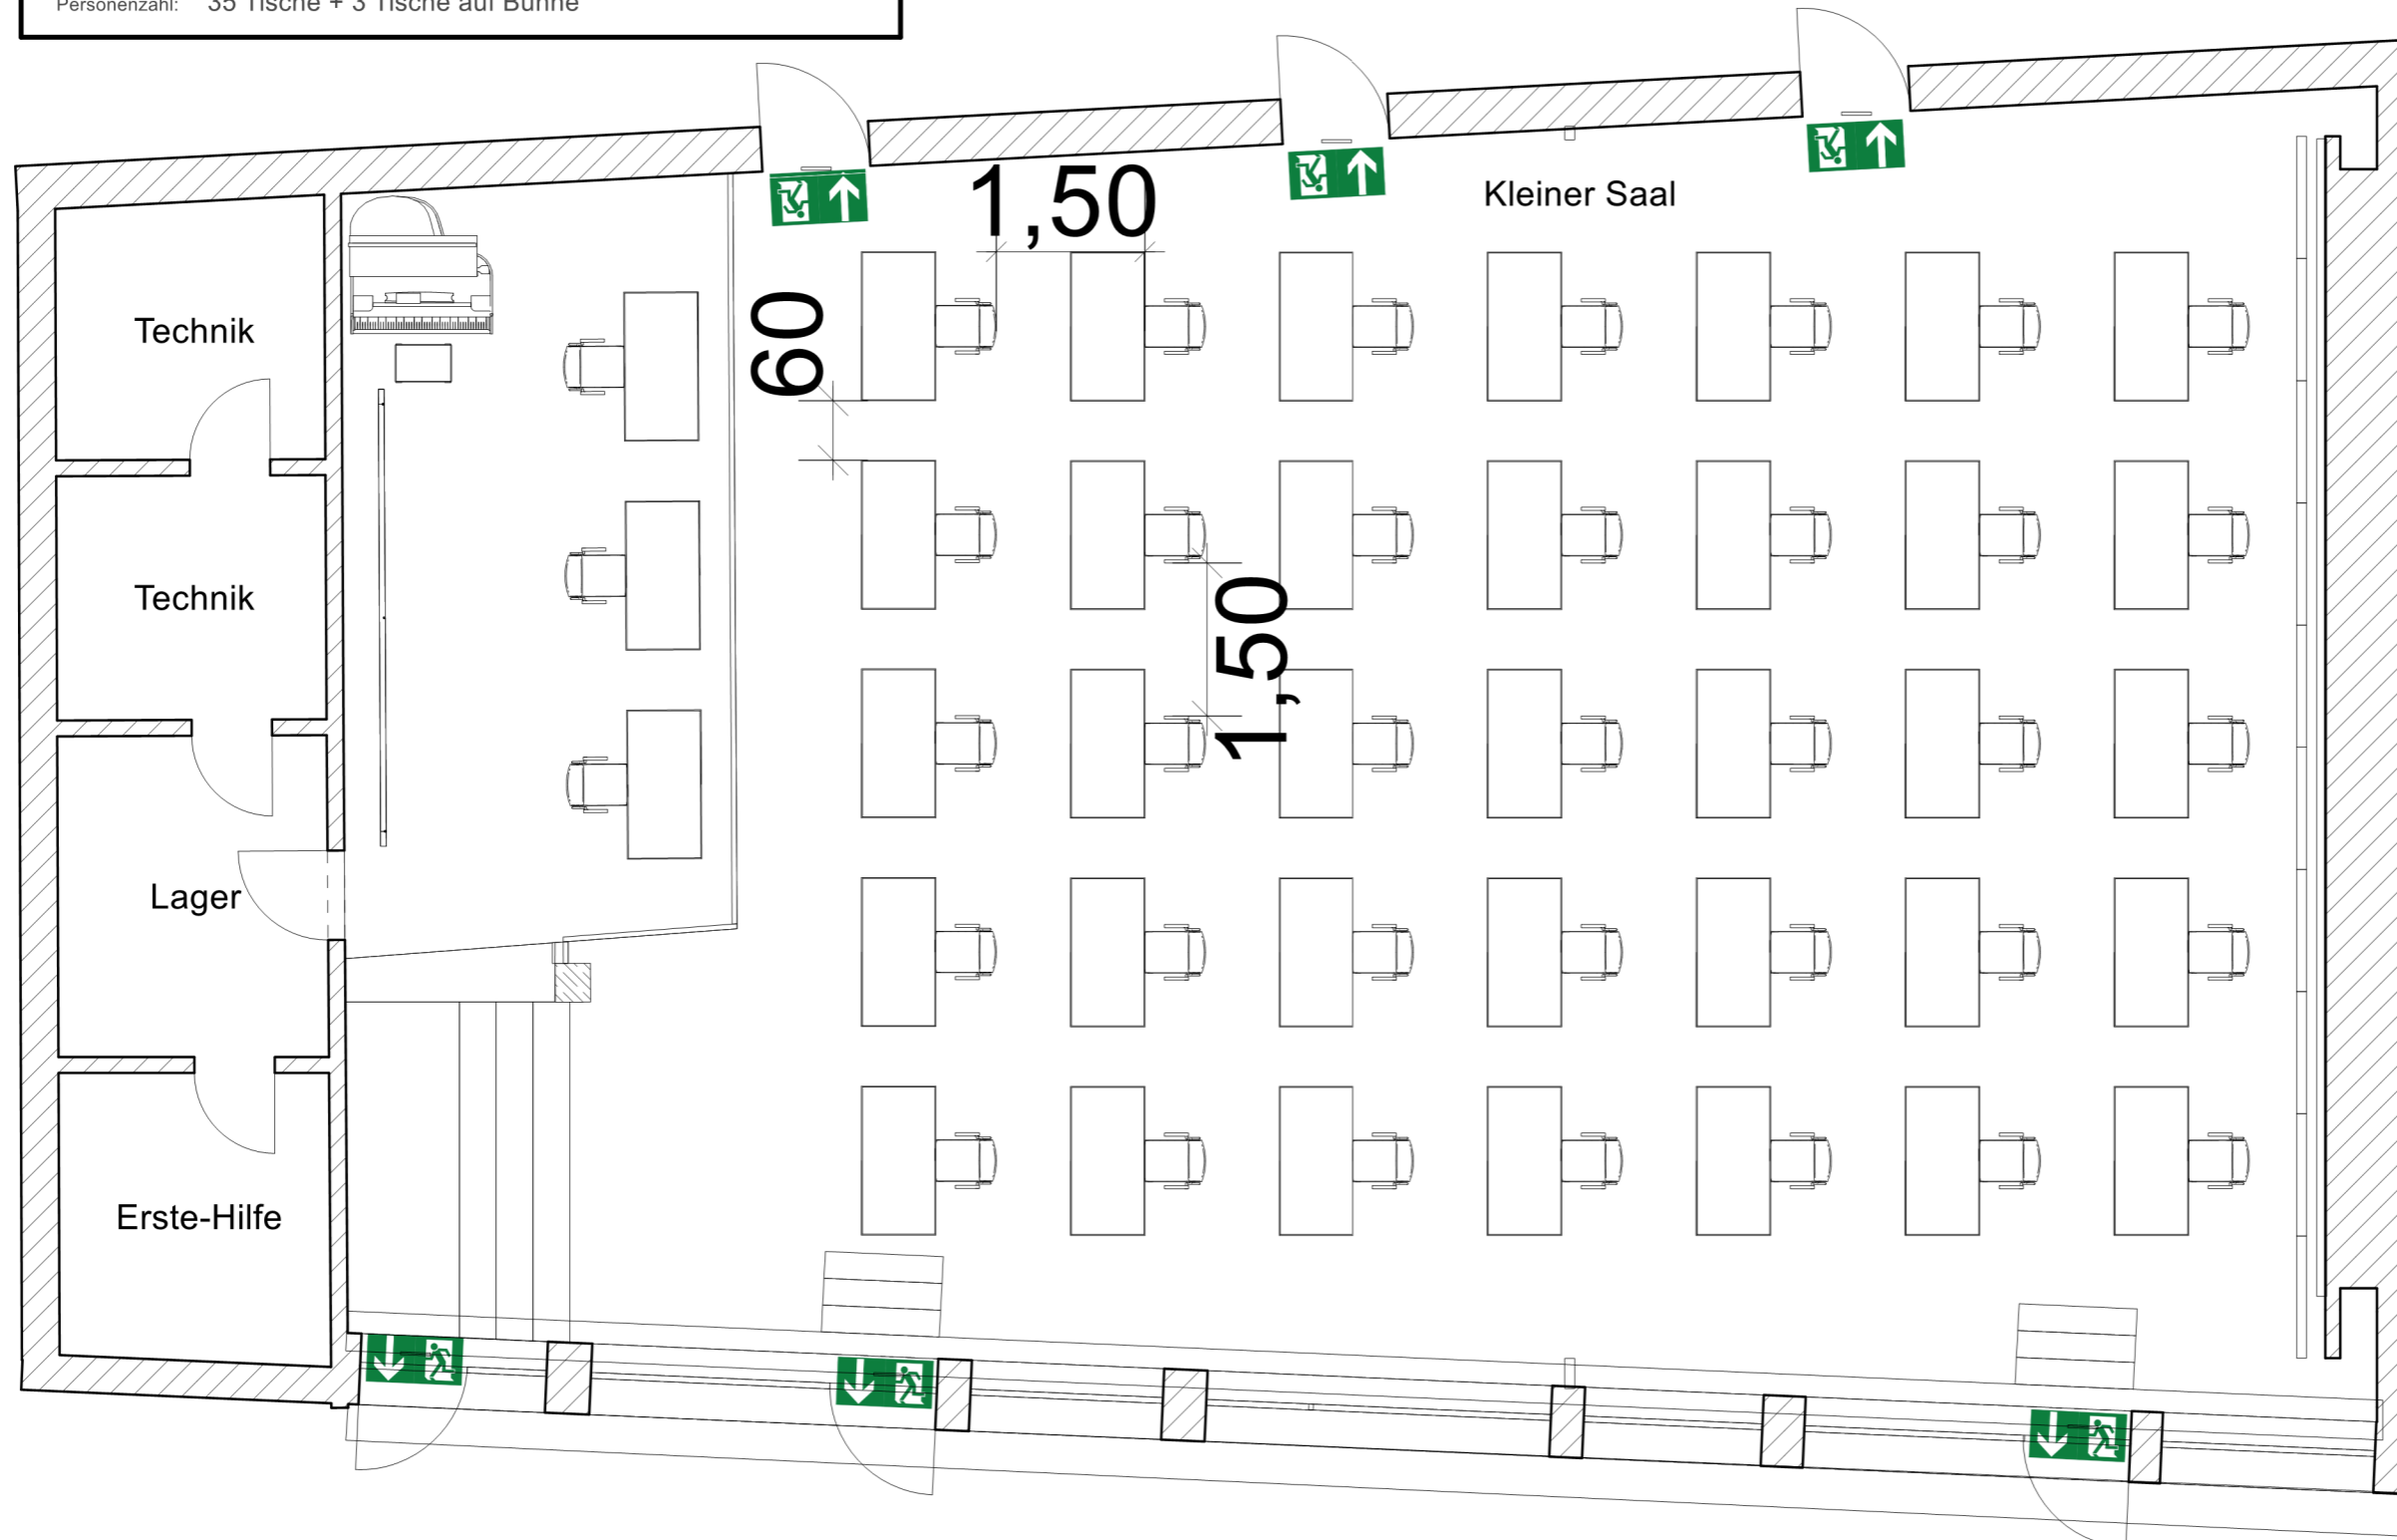 Personenzahl: 35 Tische + 3 Tische auf Bühne
1,50
Kleiner Saal
60
Technik
Technik
1,50
Lager
Erste-Hilfe